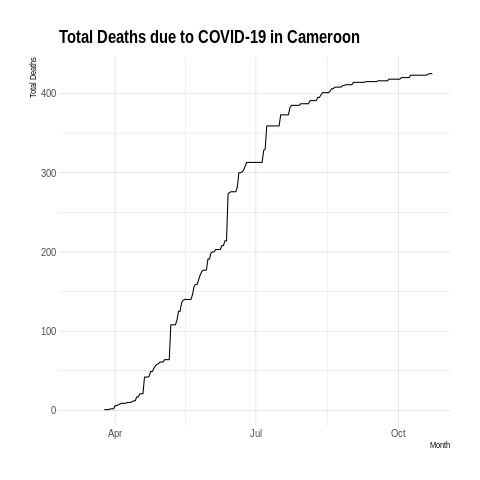 Total Deaths due to COVID-19 in Cameroon
Total Deaths
400
300
200
100
0
Apr
Jul
Oct
Month